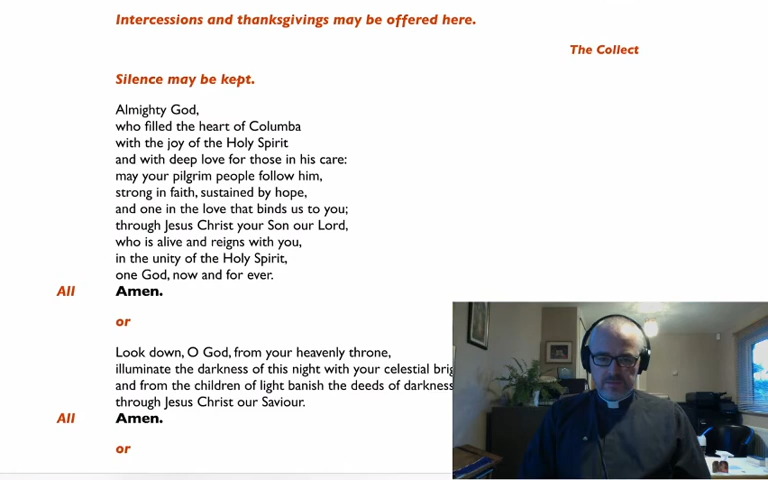 Intercessions and thanksgivings may be offered here.
The Collect
Silence may be kept.
Almighty God,
who filled the heart of Columba
with the joy of the Holy Spirit
and with deep love for those in his care:
may your pilgrim people follow him,
strong in faith, sustained by hope,
and one in the love that binds us to you;
through Jesus Christ your Son our Lord,
who is alive and reigns with you,
in the unity of the Holy Spirit,
one God, now and for ever.
All Amen.
or
Look down, O God, from your heavenly throne,
illuminate the darkness of this night with your celestial
and from the children of light banish the deeds of darkness
through Jesus Christ our Saviour.
All Amen.
or